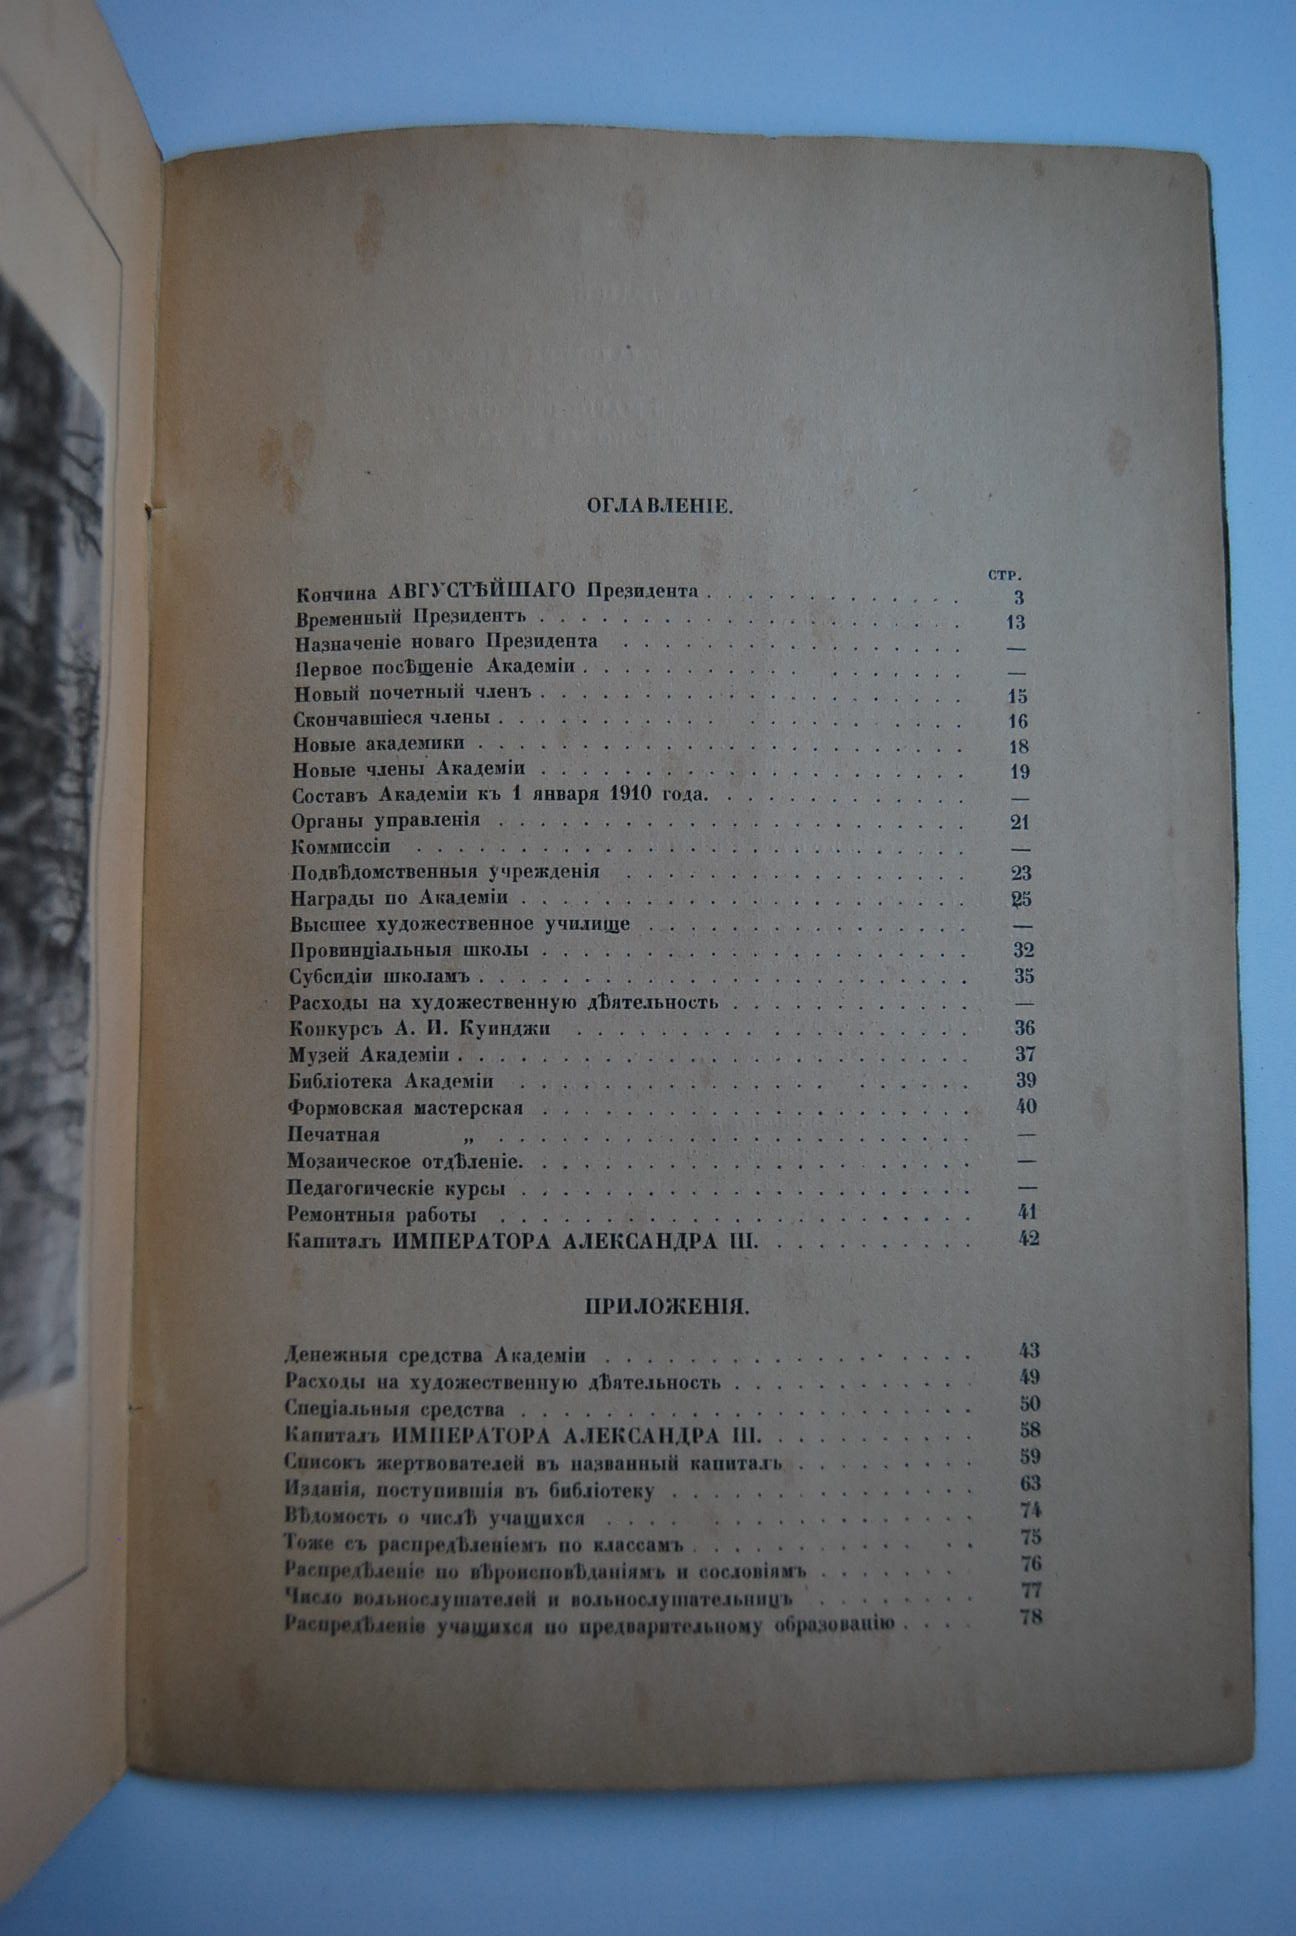 ОГЛАВЛЕНІЕ.
СТР.
Кончина АВГУСТѢЙШАГО Президента . . . . . . . . . . . . . 3
Временный Президентъ . . . . . . . . . . . . . . . . . . . . . 13
Назначеніе новаго Президента . . . . . . . . . . . . . . . . . —
Первое посѣщеніе Академіи . . . . . . . . . . . . . . . . . . . —
Новый почетный членъ . . . . . . . . . . . . . . . . . . . . . 15
Скончавшіеся члены . . . . . . . . . . . . . . . . . . . . . . . 16
Новые академики . . . . . . . . . . . . . . . . . . . . . . . . 18
Новые члены Академіи . . . . . . . . . . . . . . . . . . . . . 19
Составъ Академіи къ 1 января 1910 года. . . . . . . . . . . . . —
Органы управленія . . . . . . . . . . . . . . . . . . . . . . . 21
Коммиссіи . . . . . . . . . . . . . . . . . . . . . . . . . . . —
Подвѣдомственныя учрежденія . . . . . . . . . . . . . . . . . 23
Награды по Академіи . . . . . . . . . . . . . . . . . . . . . . 25
Высшее художественное училище . . . . . . . . . . . . . . . . —
Провинціальныя школы . . . . . . . . . . . . . . . . . . . . . 32
Субсидіи школамъ . . . . . . . . . . . . . . . . . . . . . . . . 35
Расходы на художественную дѣятельность . . . . . . . . . . . . —
Конкурсъ А. И. Куинджи . . . . . . . . . . . . . . . . . . . 36
Музей Академіи . . . . . . . . . . . . . . . . . . . . . . . . . 37
Библіотека Академіи . . . . . . . . . . . . . . . . . . . . . . 39
Формовская мастерская . . . . . . . . . . . . . . . . . . . . . 40
Печатная „ . . . . . . . . . . . . . . . . . . . . . . . —
Мозаическое отдѣленіе. . . . . . . . . . . . . . . . . . . . . . —
Педагогическіе курсы . . . . . . . . . . . . . . . . . . . . . . —
Ремонтныя работы . . . . . . . . . . . . . . . . . . . . . . . 41
Капиталъ ИМПЕРАТОРА АЛЕКСАНДРА III. . . . . . . . . . . 42
ПРИЛОЖЕНІЯ.
Денежныя средства Академіи . . . . . . . . . . . . . . . . . . 43
Расходы на художественную дѣятельность . . . . . . . . . . . . 49
Спеціальныя средства . . . . . . . . . . . . . . . . . . . . . . 50
Капиталъ ИМПЕРАТОРА АЛЕКСАНДРА III. . . . . . . . . . . 58
Списокъ жертвователей въ названный капиталъ . . . . . . . . . 59
Изданія, поступившія въ библіотеку . . . . . . . . . . . . . . . 63
Вѣдомость о числѣ учащихся . . . . . . . . . . . . . . . . . 74
Тоже съ распредѣленіемъ по классамъ . . . . . . . . . . . . . 75
Распредѣленіе по вѣроисповѣданіямъ и сословіямъ . . . . . . . 76
Число вольнослушателей и вольнослушательницъ . . . . . . . . 77
Распредѣленіе учащихся по предварительному образованію . . . . 78